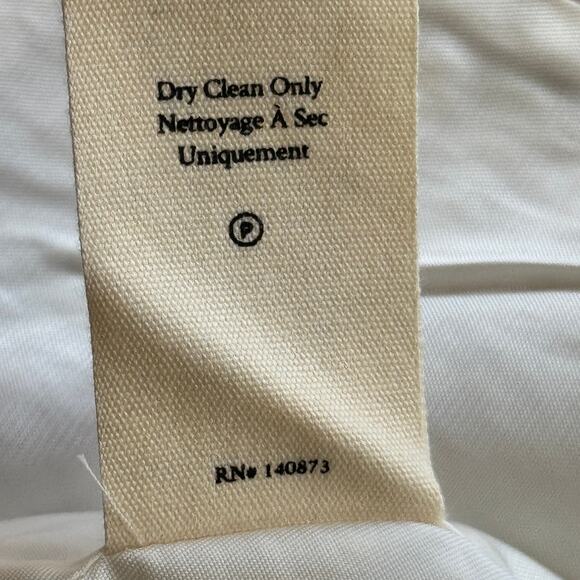 Dry Clean Only
Nettoyage À Sec
Uniquement
P
RN# 140873